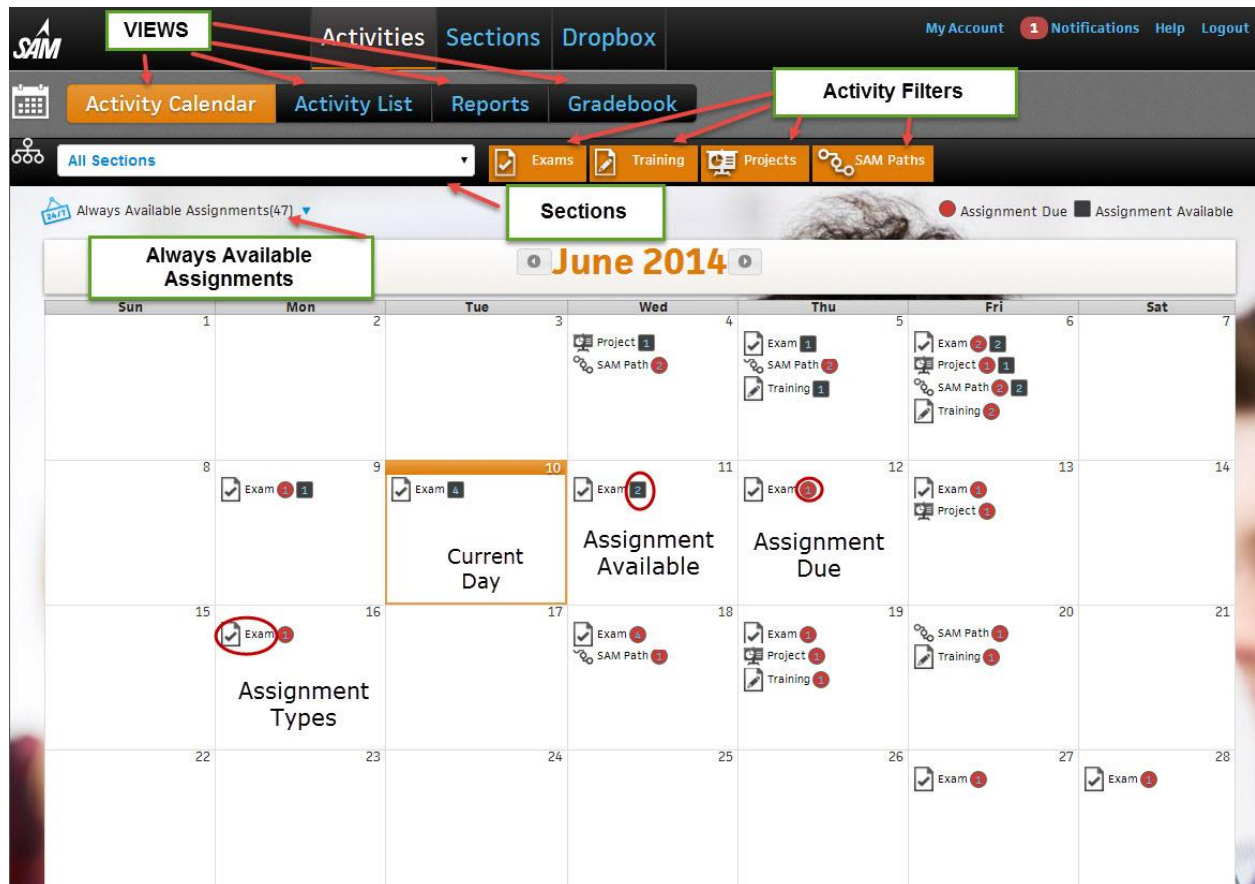 SAM
VIEWS
Activities Sections Dropbox
My Account 1 Notifications Help Logout
Activity Calendar Activity List Reports Gradebook
Activity Filters
All Sections
Exams Training Projects SAM Paths
24/7 Always Available Assignments(47)
Sections
Assignment Due Assignment Available
Always Available
Assignments
June 2014
Sun Mon Tue Wed Thu Fri Sat
1 2 3 4 5 6 7
Project 1
SAM Path 2
Exam 1
SAM Path 2
Training 1
Exam 2 2
Project 1 1
SAM Path 2 2
Training 2
8 9 10 11 12 13 14
Exam 1 1
Exam 4
Current
Day
Exam 2
Assignment
Available
Exam 1
Assignment
Due
Exam 1
Project 1
15 16 17 18 19 20 21
Exam 1
Assignment
Types
Exam 4
SAM Path 1
Exam 1
Project 1
Training 1
SAM Path 1
Training 1
22 23 24 25 26 27 28
Exam 1
Exam 1